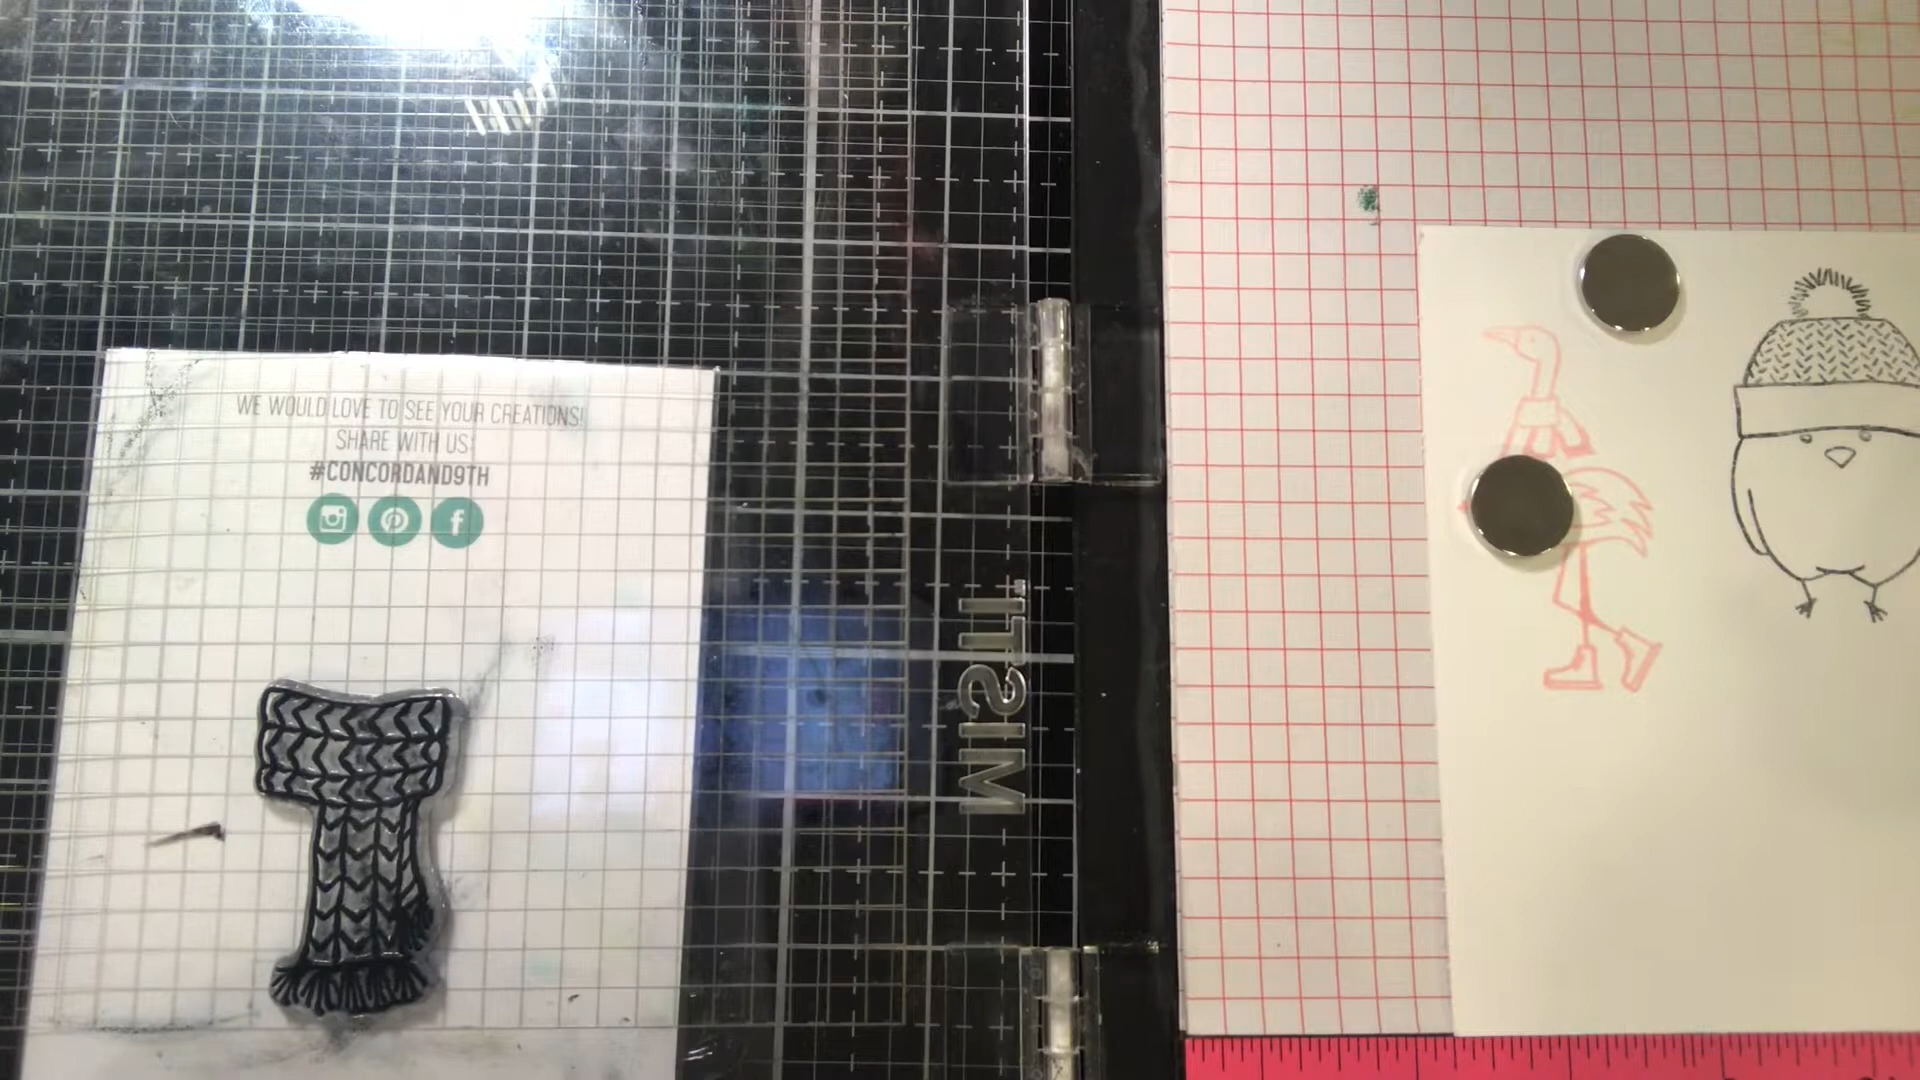 WE WOULD LOVE TO SEE YOUR CREATIONS!
SHARE WITH US
#CONCORDAND9TH
MISTI